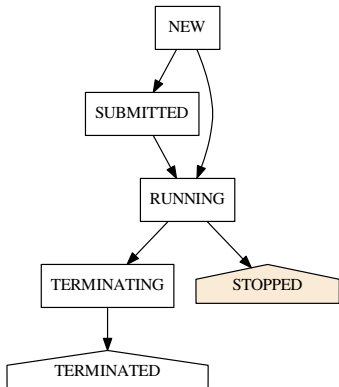 NEW
SUBMITTED
RUNNING
TERMINATING
STOPPED
TERMINATED